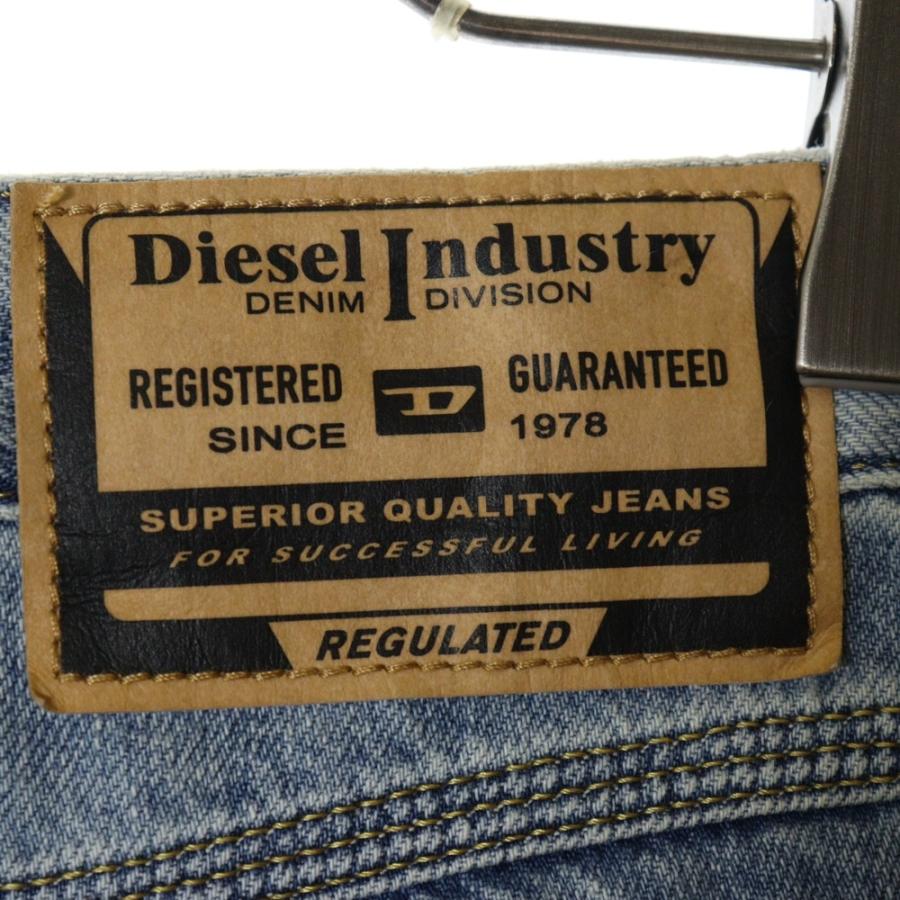 Diesel Industry
DENIM DIVISION
REGISTERED D GUARANTEED
SINCE 1978
SUPERIOR QUALITY JEANS
FOR SUCCESSFUL LIVING
REGULATED